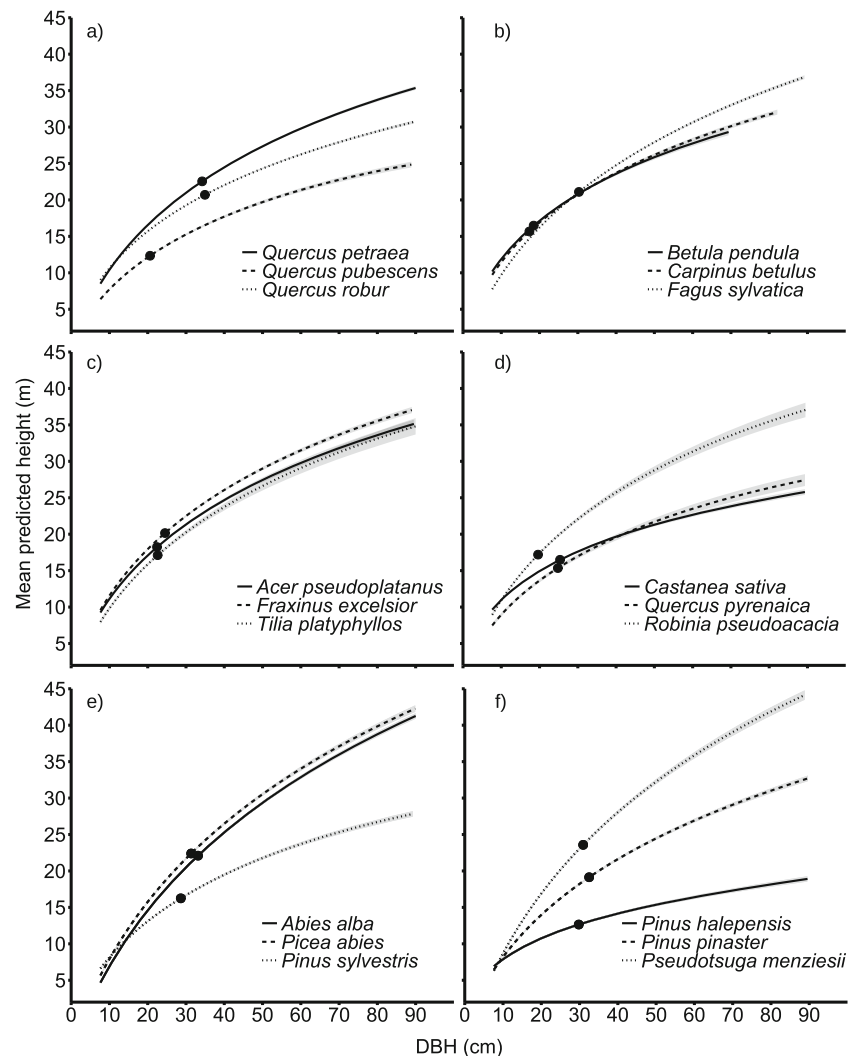 a)
45
40
35
30
25
20
15
10
5
Quercus petraea
Quercus pubescens
Quercus robur
b)
Betula pendula
Carpinus betulus
Fagus sylvatica
Mean predicted height (m)
c)
45
40
35
30
25
20
15
10
5
Acer pseudoplatanus
Fraxinus excelsior
Tilia platyphyllos
d)
Castanea sativa
Quercus pyrenaica
Robinia pseudoacacia
e)
45
40
35
30
25
20
15
10
5
Abies alba
Picea abies
Pinus sylvestris
f)
Pinus halepensis
Pinus pinaster
Pseudotsuga menziesii
0 10 20 30 40 50 60 70 80 90
0 10 20 30 40 50 60 70 80 90
DBH (cm)